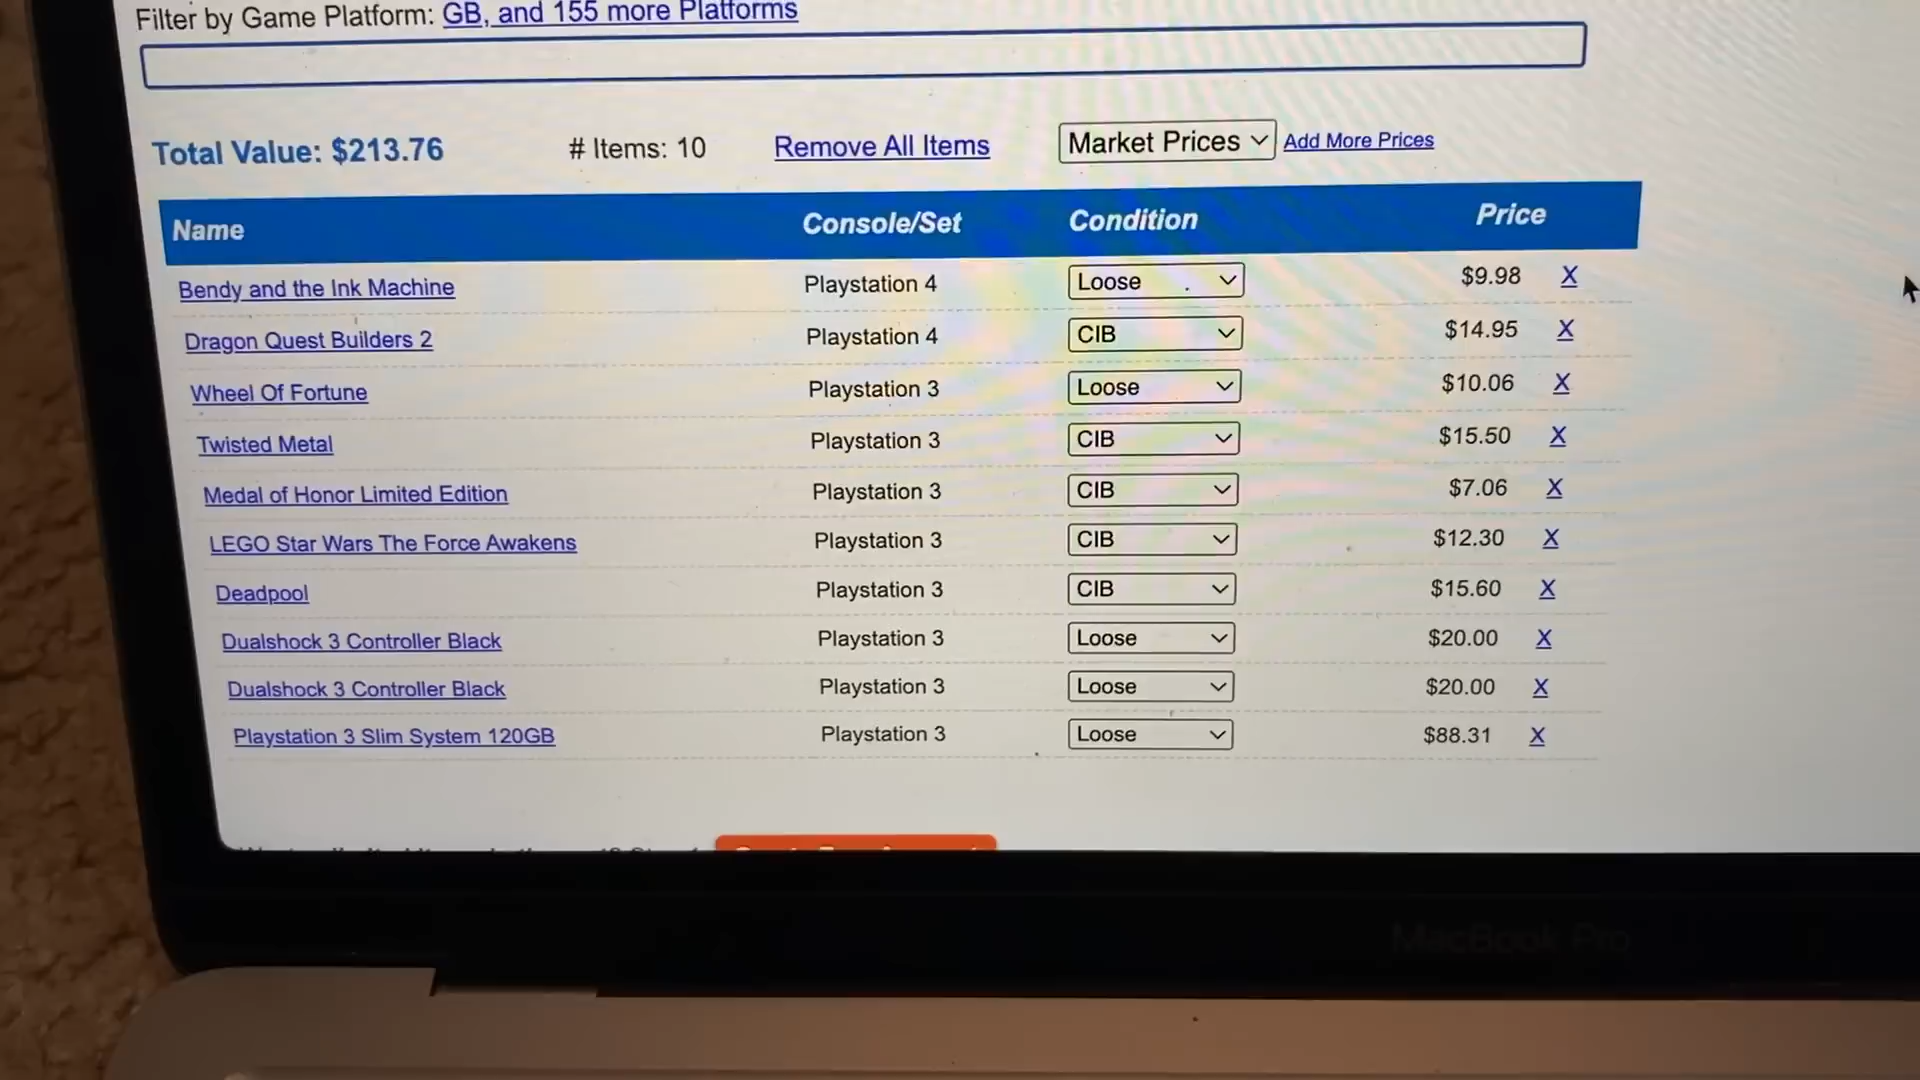 Filter by Game Platform: GB, and 155 more Platforms
Total Value: $213.76 # Items: 10 Remove All Items Market Prices Add More Prices
Name Console/Set Condition Price
Bendy and the Ink Machine Playstation 4 Loose $9.98 X
Dragon Quest Builders 2 Playstation 4 CIB $14.95 X
Wheel Of Fortune Playstation 3 Loose $10.06 X
Twisted Metal Playstation 3 CIB $15.50 X
Medal of Honor Limited Edition Playstation 3 CIB $7.06 X
LEGO Star Wars The Force Awakens Playstation 3 CIB $12.30 X
Deadpool Playstation 3 CIB $15.60 X
Dualshock 3 Controller Black Playstation 3 Loose $20.00 X
Dualshock 3 Controller Black Playstation 3 Loose $20.00 X
Playstation 3 Slim System 120GB Playstation 3 Loose $88.31 X
MacBook Pro